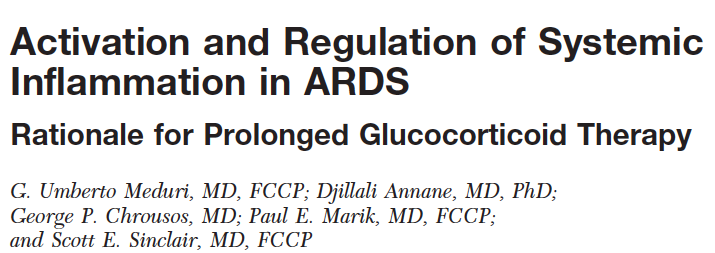 Activation and Regulation of Systemic
Inflammation in ARDS
Rationale for Prolonged Glucocorticoid Therapy
G. Umberto Meduri, MD, FCCP; Djillali Annane, MD, PhD;
George P. Chrousos, MD; Paul E. Marik, MD, FCCP;
and Scott E. Sinclair, MD, FCCP